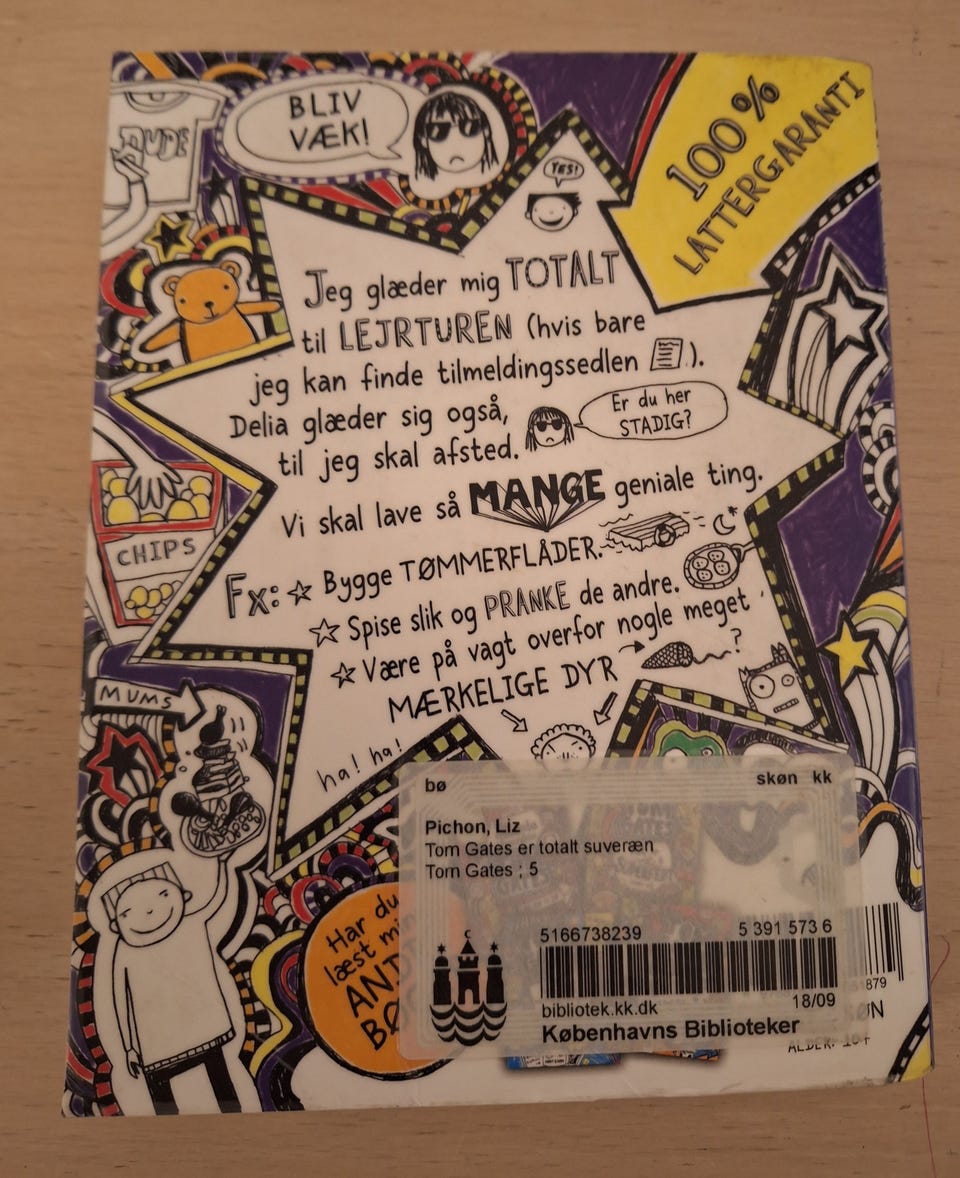 BLIV
VÆK!
DUDE
YES!
100 %
LATTERGARANTI
Jeg glæder mig TOTALT
til LEJRTUREN (hvis bare
jeg kan finde tilmeldingssedlen ).
Delia glæder sig også,
til jeg skal afsted.
Er du her
STADIG?
Vi skal lave så MANGE geniale ting.
Fx: ☆ Bygge TØMMERFLÅDER.
☆ Spise slik og PRANKE de andre.
☆ Være på vagt overfor nogle meget
MÆRKELIGE DYR → ?
CHIPS
MUMS
ha! ha!
Har du
læst mi
bø
skøn kk
Pichon, Liz
Tom Gates er totalt suveræn
Tom Gates ; 5
5166738239
5 391 573 6
bibliotek.kk.dk
18/09
Københavns Biblioteker
879
ALDER: 10+